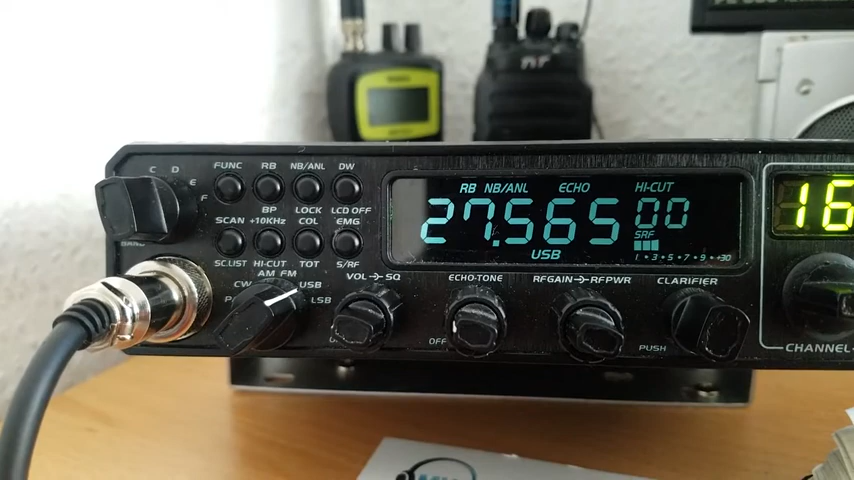 C D E F
BAND
FUNC RB NB/ANL DW
BP LOCK LCD OFF
SCAN +10KHz COL EMG
SC.LIST HI-CUT TOT S/RF
AM FM
CW USB
LSB
RB NB/ANL ECHO HI-CUT
27.565 00
SRF
1 • 3 • 5 • 7 • 9 • +30
USB
16
VOL SQ ECHO-TONE RFGAIN RFPWR CLARIFIER
OFF PUSH
CHANNEL